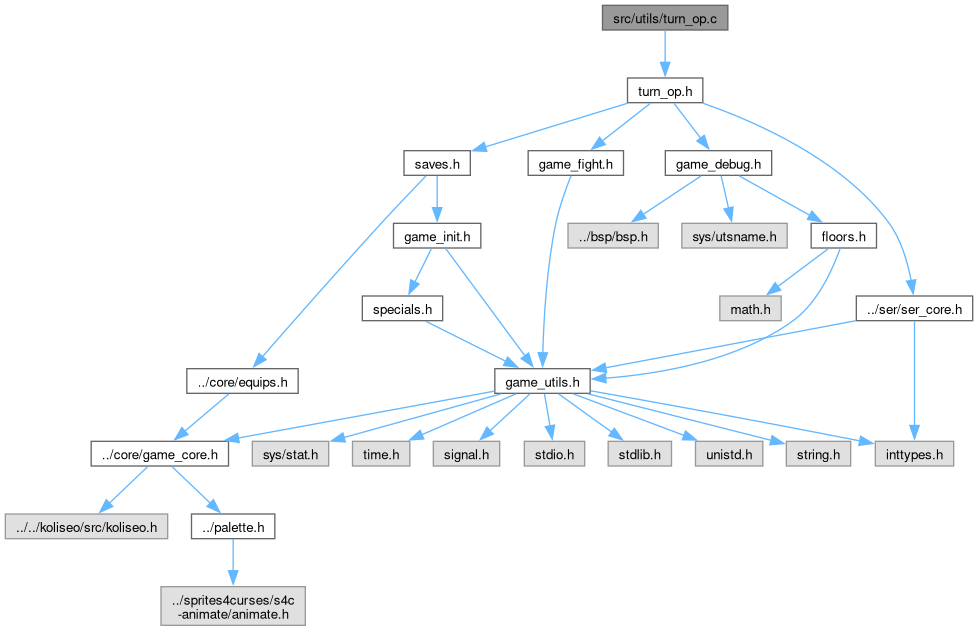 src/utils/turn_op.c
turn_op.h
saves.h
game_fight.h
game_debug.h
game_init.h
../bsp/bsp.h
sys/utsname.h
floors.h
specials.h
math.h
../ser/ser_core.h
../core/equips.h
game_utils.h
../core/game_core.h
sys/stat.h
time.h
signal.h
stdio.h
stdlib.h
unistd.h
string.h
inttypes.h
../../koliseo/src/koliseo.h
../palette.h
../sprites4curses/s4c
-animate/animate.h